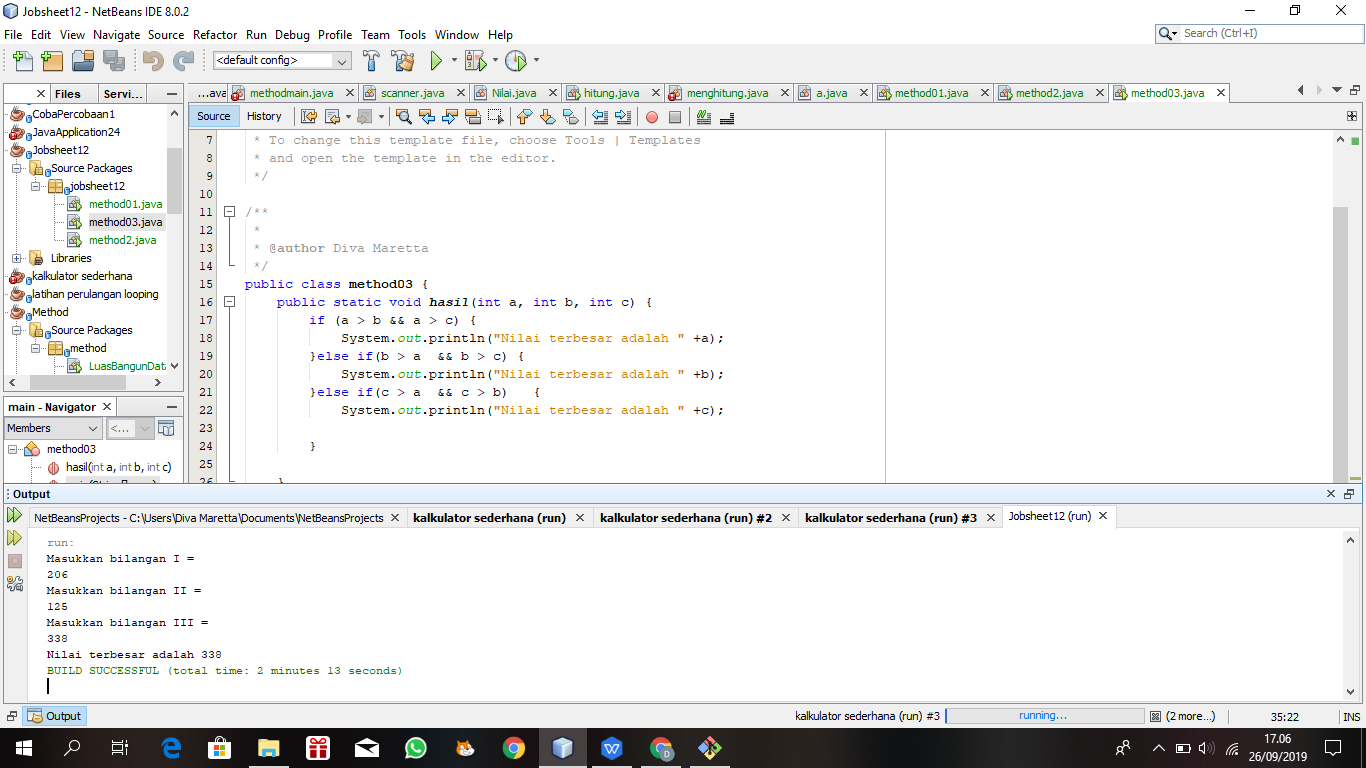 Jobsheet12 - NetBeans IDE 8.0.2
File Edit View Navigate Source Refactor Run Debug Profile Team Tools Window Help
Search (Ctrl+I)
<default config>
Files Servi...
...ava methodmain.java scanner.java Nilai.java hitung.java menghitung.java a.java method01.java method2.java method03.java
CobaPercobaan1
JavaApplication24
Jobsheet12
Source Packages
jobsheet12
method01.java
method03.java
method2.java
Libraries
kalkulator sederhana
latihan perulangan looping
Method
Source Packages
method
LuasBangunData
main - Navigator
Members <...
method03
hasil(int a, int b, int c)
Source History
7 * To change this template file, choose Tools | Templates
8 * and open the template in the editor.
9 */
10
11 /**
12 *
13 * @author Diva Maretta
14 */
15 public class method03 {
16 public static void hasil(int a, int b, int c) {
17 if (a > b && a > c) {
18 System.out.println("Nilai terbesar adalah " +a);
19 }else if(b > a  && b > c) {
20 System.out.println("Nilai terbesar adalah " +b);
21 }else if(c > a  && c > b)   {
22 System.out.println("Nilai terbesar adalah " +c);
23
24 }
25
26 }
Output
NetBeansProjects - C:\Users\Diva Maretta\Documents\NetBeansProjects kalkulator sederhana (run) kalkulator sederhana (run) #2 kalkulator sederhana (run) #3 Jobsheet12 (run)
run:
Masukkan bilangan I =
206
Masukkan bilangan II =
125
Masukkan bilangan III =
338
Nilai terbesar adalah 338
BUILD SUCCESSFUL (total time: 2 minutes 13 seconds)
Output
kalkulator sederhana (run) #3 running... (2 more...) 35:22 INS
17.06
26/09/2019